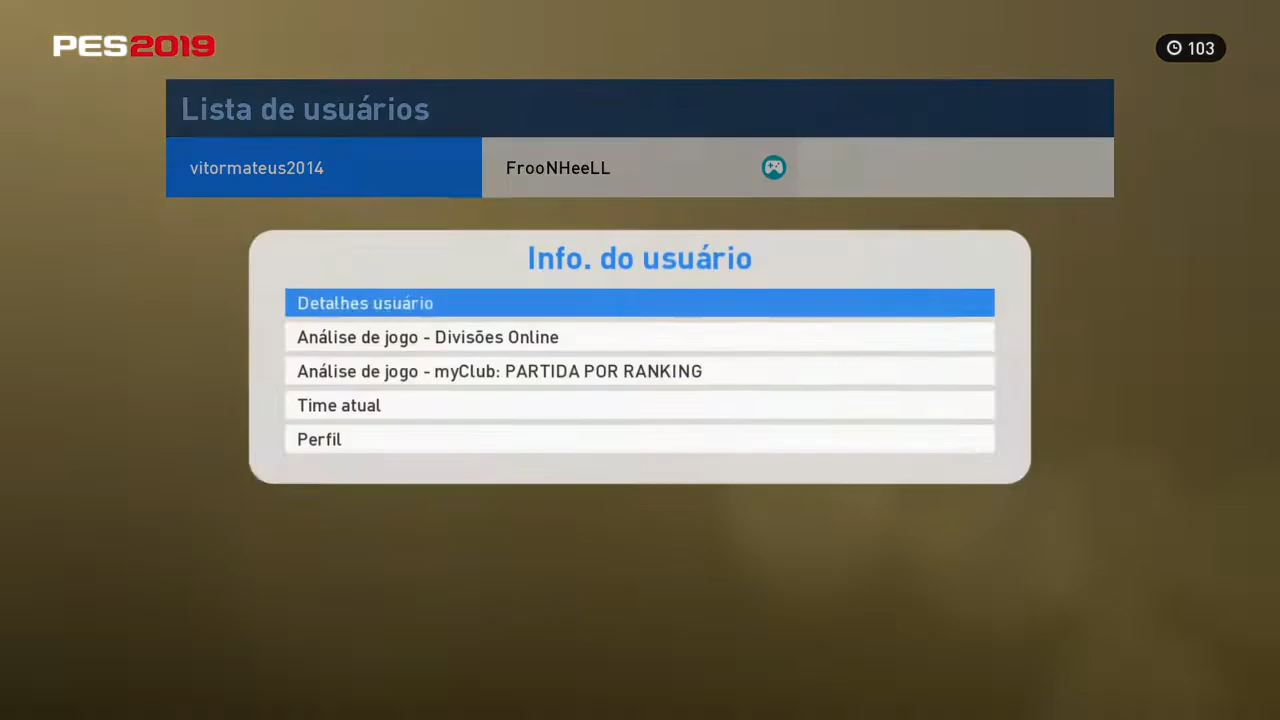 PES2019
103
Lista de usuários
vitormateus2014
FrooNHeeLL
Info. do usuário
Detalhes usuário
Análise de jogo - Divisões Online
Análise de jogo - myClub: PARTIDA POR RANKING
Time atual
Perfil